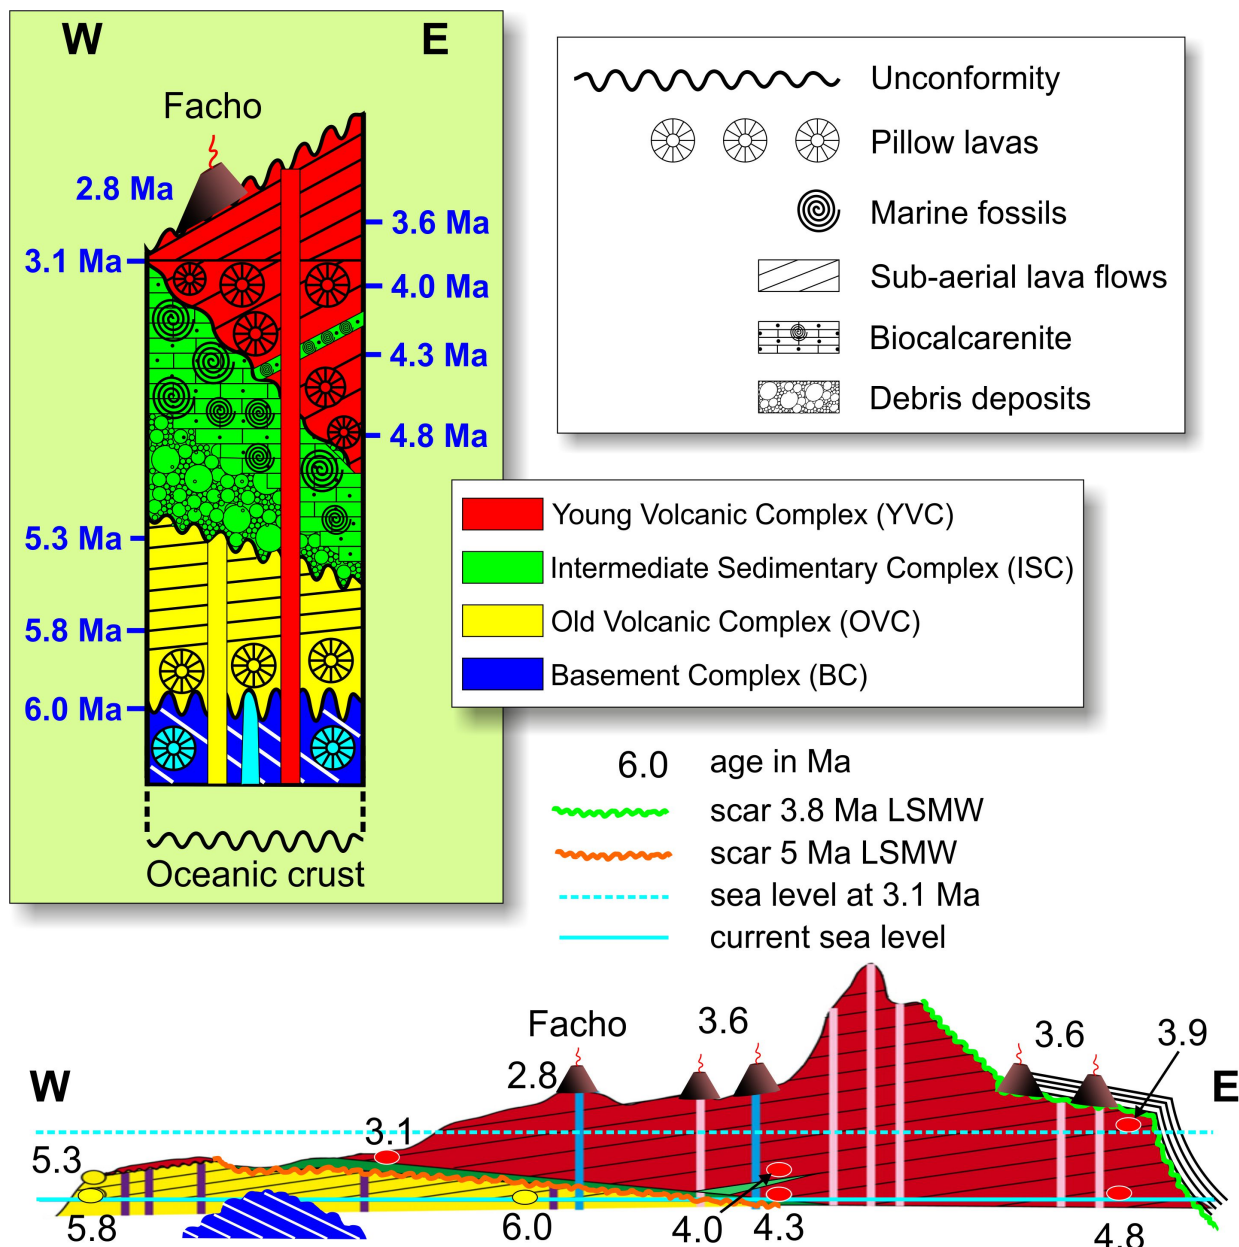 W
E
Facho
2.8 Ma
3.6 Ma
3.1 Ma
4.0 Ma
4.3 Ma
4.8 Ma
5.3 Ma
5.8 Ma
6.0 Ma
Oceanic crust
Unconformity
Pillow lavas
Marine fossils
Sub-aerial lava flows
Biocalcarenite
Debris deposits
Young Volcanic Complex (YVC)
Intermediate Sedimentary Complex (ISC)
Old Volcanic Complex (OVC)
Basement Complex (BC)
6.0 age in Ma
scar 3.8 Ma LSMW
scar 5 Ma LSMW
sea level at 3.1 Ma
current sea level
Facho
3.6
3.6
3.9
2.8
W
E
3.1
5.3
5.8
6.0
4.0
4.3
4.8